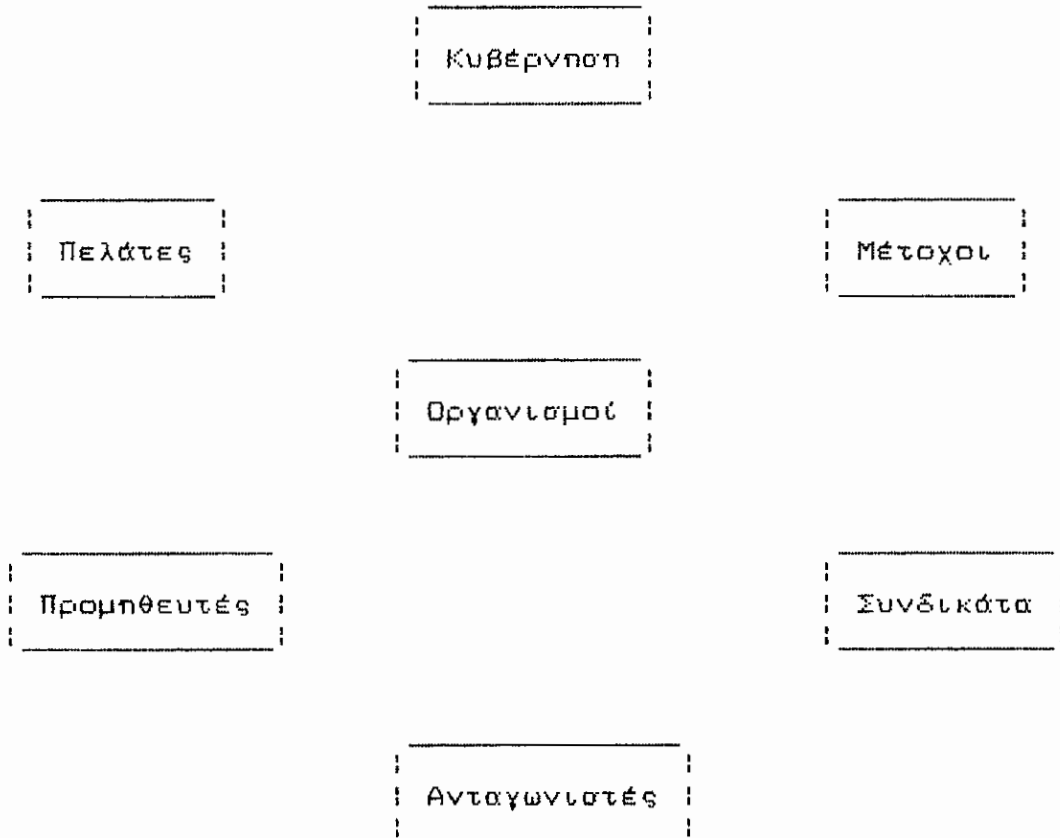 Κυβέρνηση
Πελάτες
Μέτοχοι
Οργανισμοί
Προμηθευτές
Συνδικάτα
Ανταγωνιστές